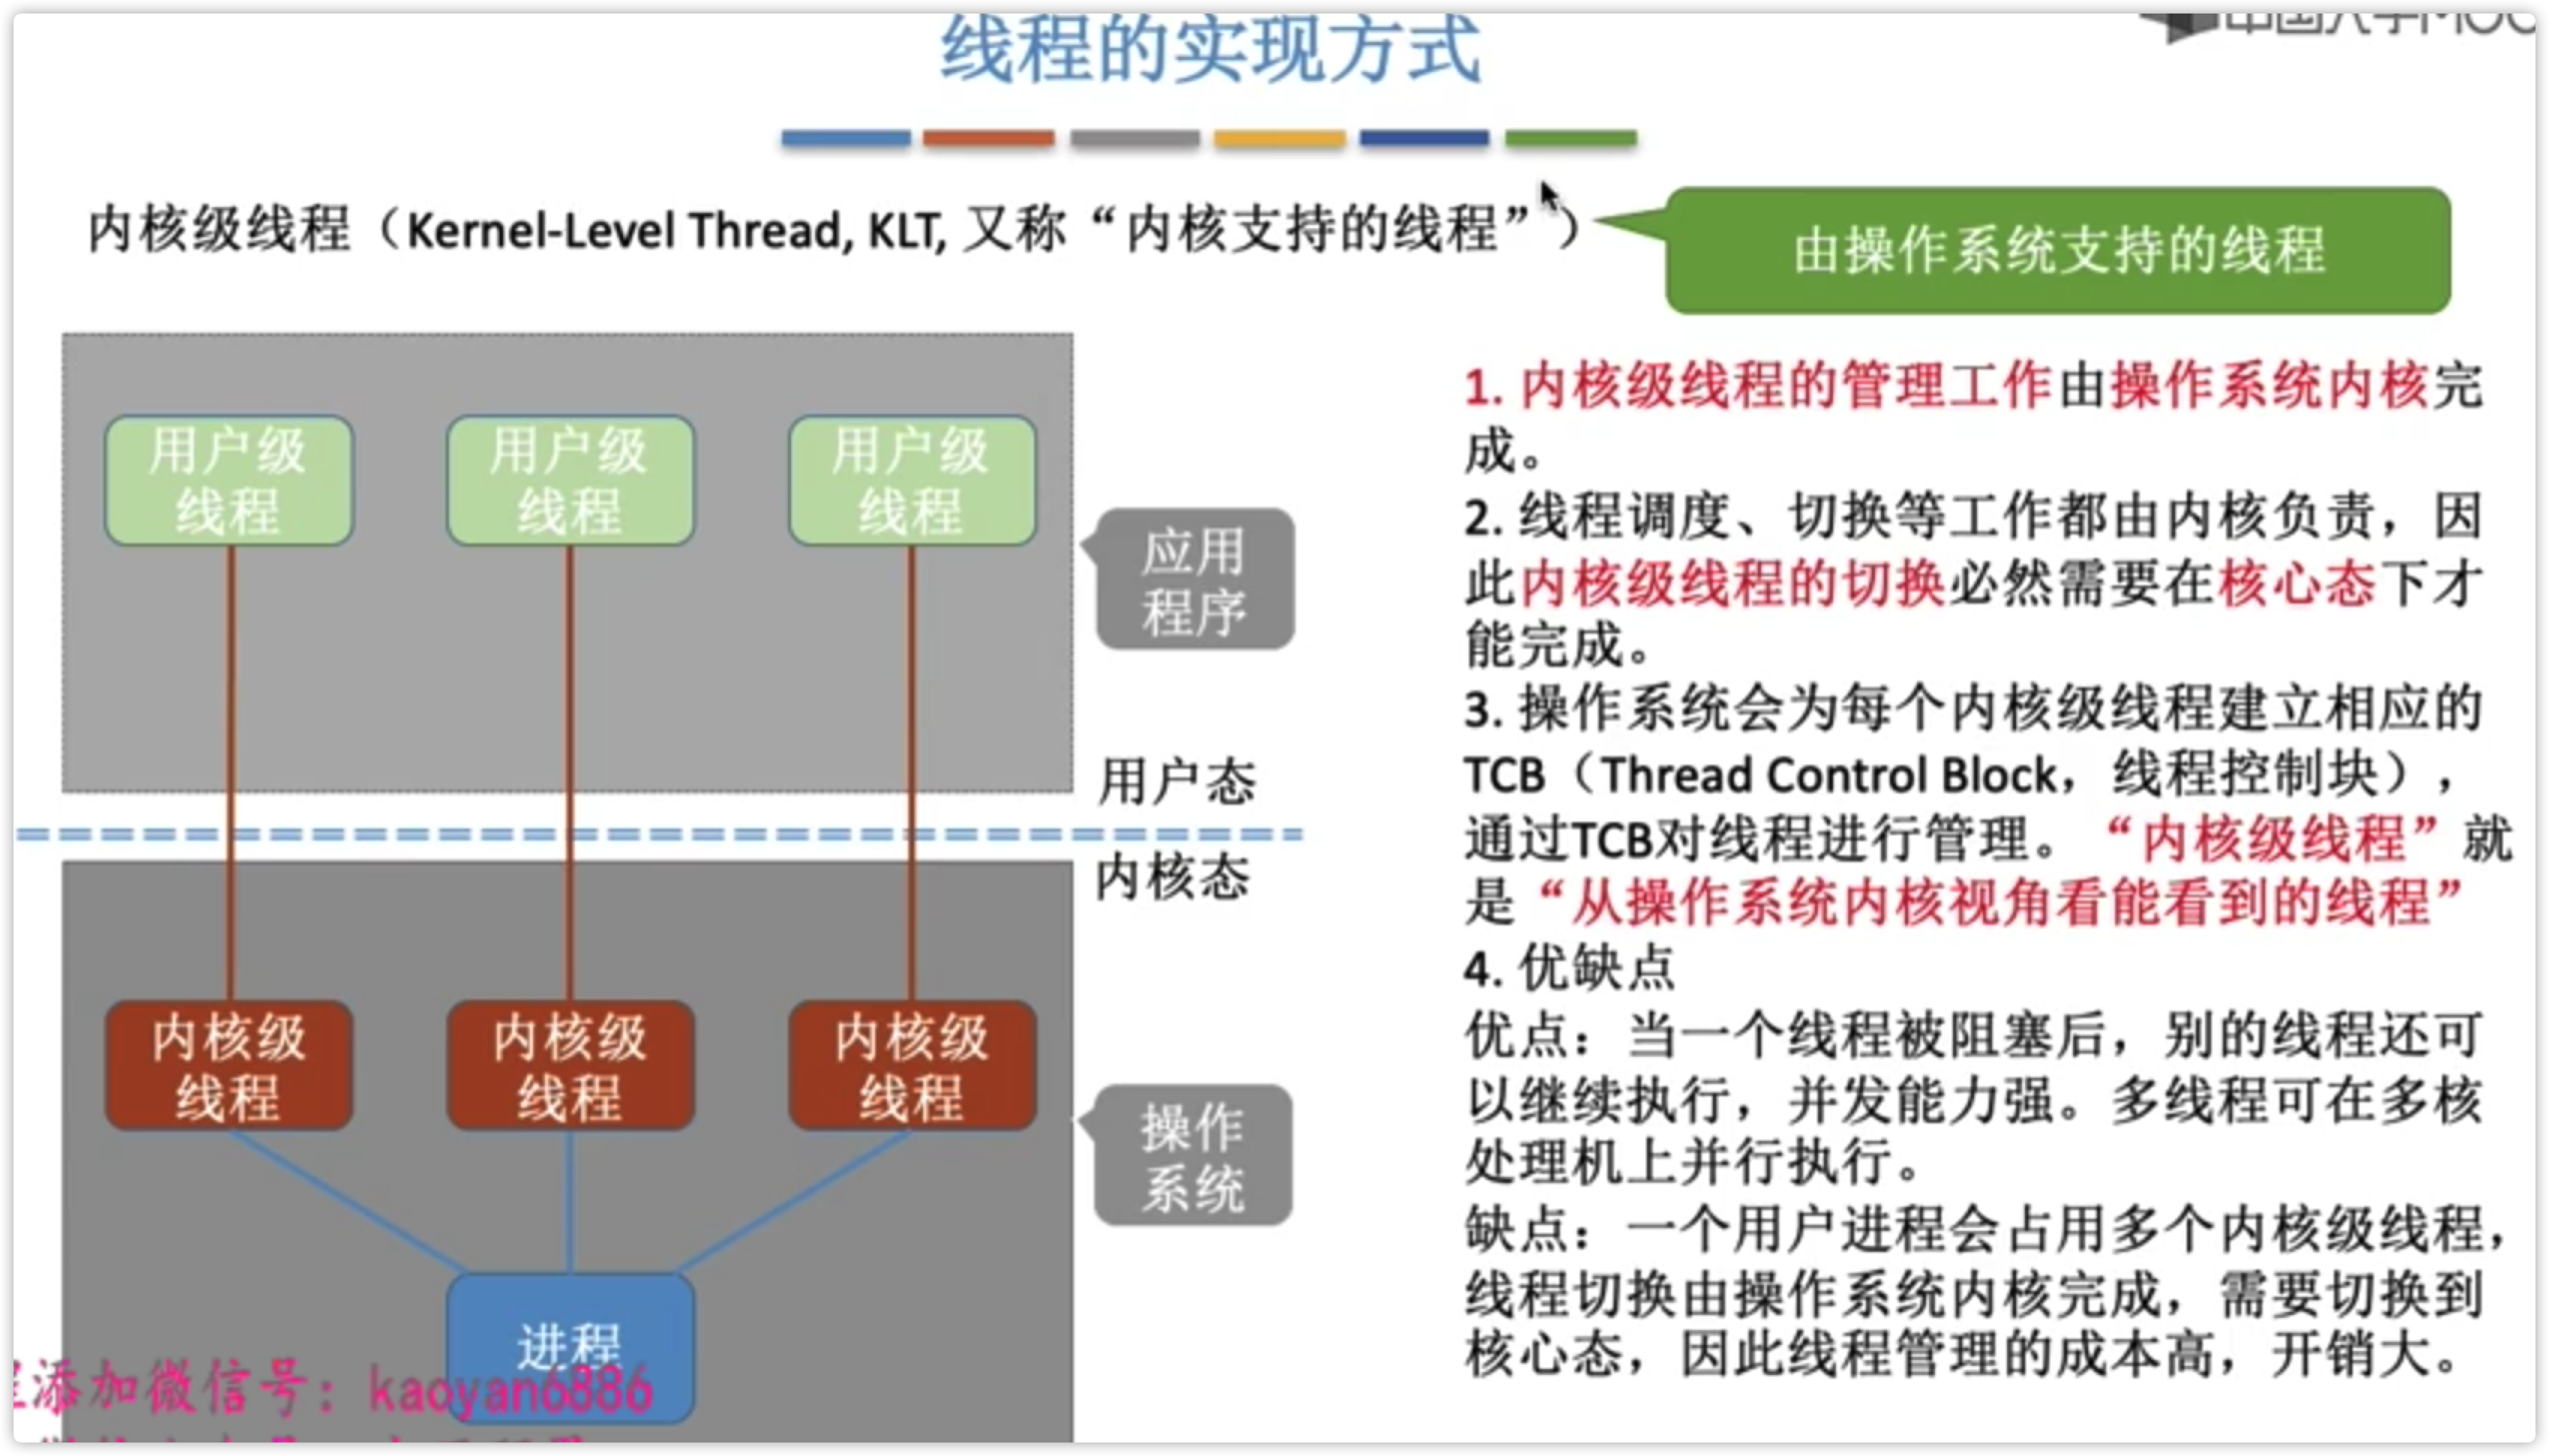 线程的实现方式
中国大学MOOC
内核级线程（Kernel-Level Thread, KLT, 又称“内核支持的线程”）
由操作系统支持的线程
用户级
线程
用户级
线程
用户级
线程
应用
程序
用户态
内核态
内核级
线程
内核级
线程
内核级
线程
操作
系统
进程
1. 内核级线程的管理工作由操作系统内核完
成。
2. 线程调度、切换等工作都由内核负责，因
此内核级线程的切换必然需要在核心态下才
能完成。
3. 操作系统会为每个内核级线程建立相应的
TCB（Thread Control Block，线程控制块），
通过TCB对线程进行管理。“内核级线程”就
是“从操作系统内核视角看能看到的线程”
4. 优缺点
优点：当一个线程被阻塞后，别的线程还可
以继续执行，并发能力强。多线程可在多核
处理机上并行执行。
缺点：一个用户进程会占用多个内核级线程，
线程切换由操作系统内核完成，需要切换到
核心态，因此线程管理的成本高，开销大。
添加微信号：kaoyan6886